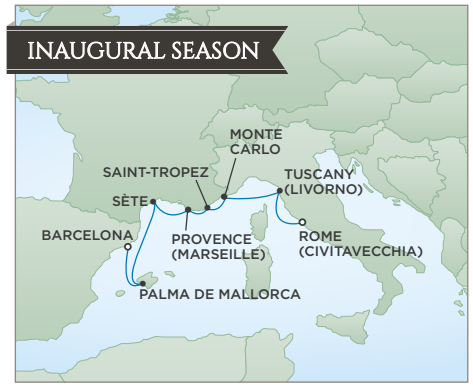 INAUGURAL SEASON
MONTE
CARLO
SAINT-TROPEZ
TUSCANY
(LIVORNO)
SÈTE
BARCELONA
PROVENCE
(MARSEILLE)
ROME
(CIVITAVECCHIA)
PALMA DE MALLORCA